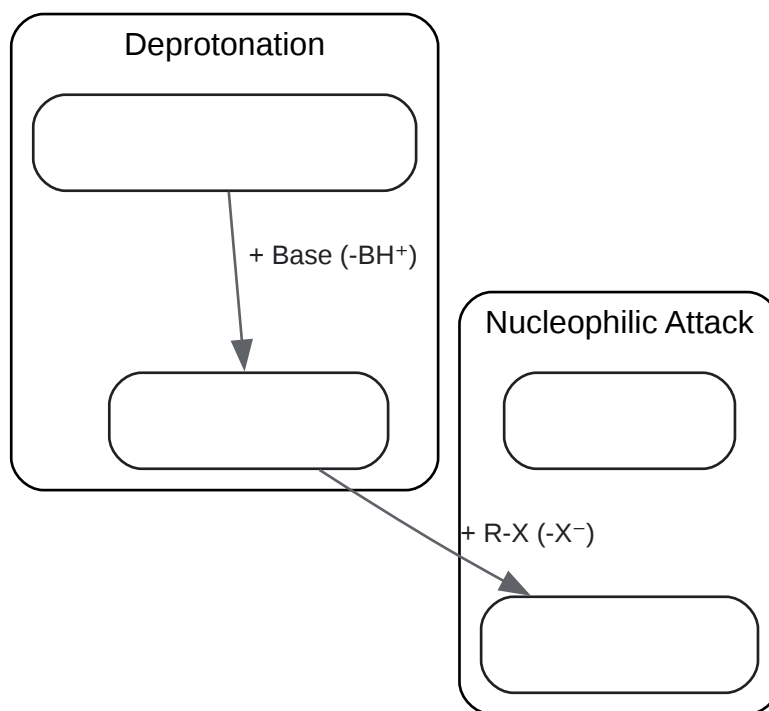 Deprotonation
+ Base (-BH⁺)
Nucleophilic Attack
+ R-X (-X⁻)